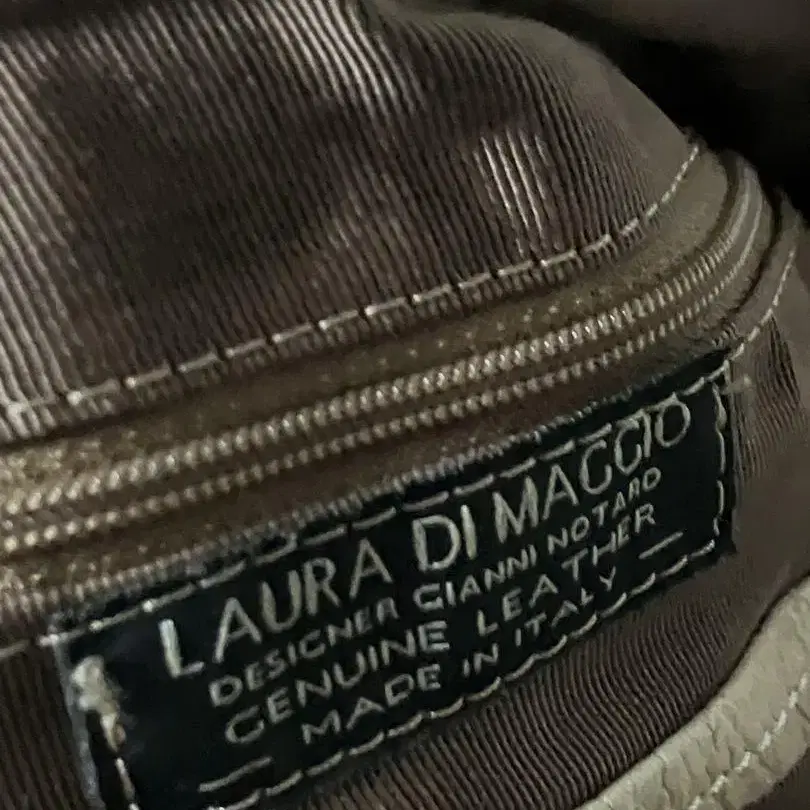 LAURA DI MAGGIO
DESIGNER GIANNI NOTARO
GENUINE LEATHER
— MADE IN ITALY —